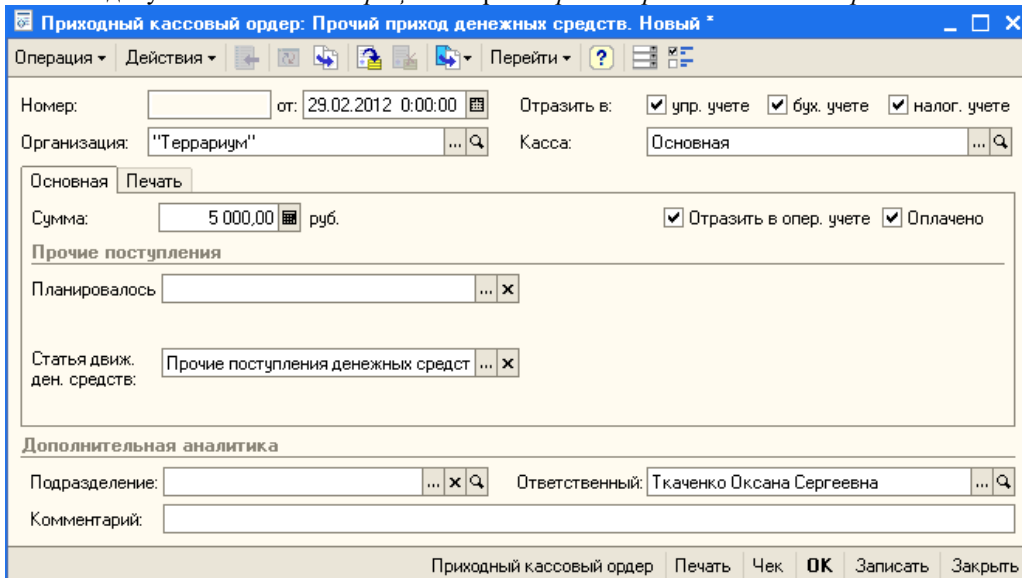 Приходный кассовый ордер: Прочий приход денежных средств. Новый *
Операция Действия Перейти ?
Номер: от: 29.02.2012 0:00:00 Отразить в: упр. учете бух. учете налог. учете
Организация: "Террариум" ... Касса: Основная ...
Основная Печать
Сумма: 5 000,00 руб. Отразить в опер. учете Оплачено
Прочие поступления
Планировалось ... x
Статья движ. ден. средств: Прочие поступления денежных средст ... x
Дополнительная аналитика
Подразделение: ... x Ответственный: Ткаченко Оксана Сергеевна ...
Комментарий:
Приходный кассовый ордер Печать Чек OK Записать Закрыть